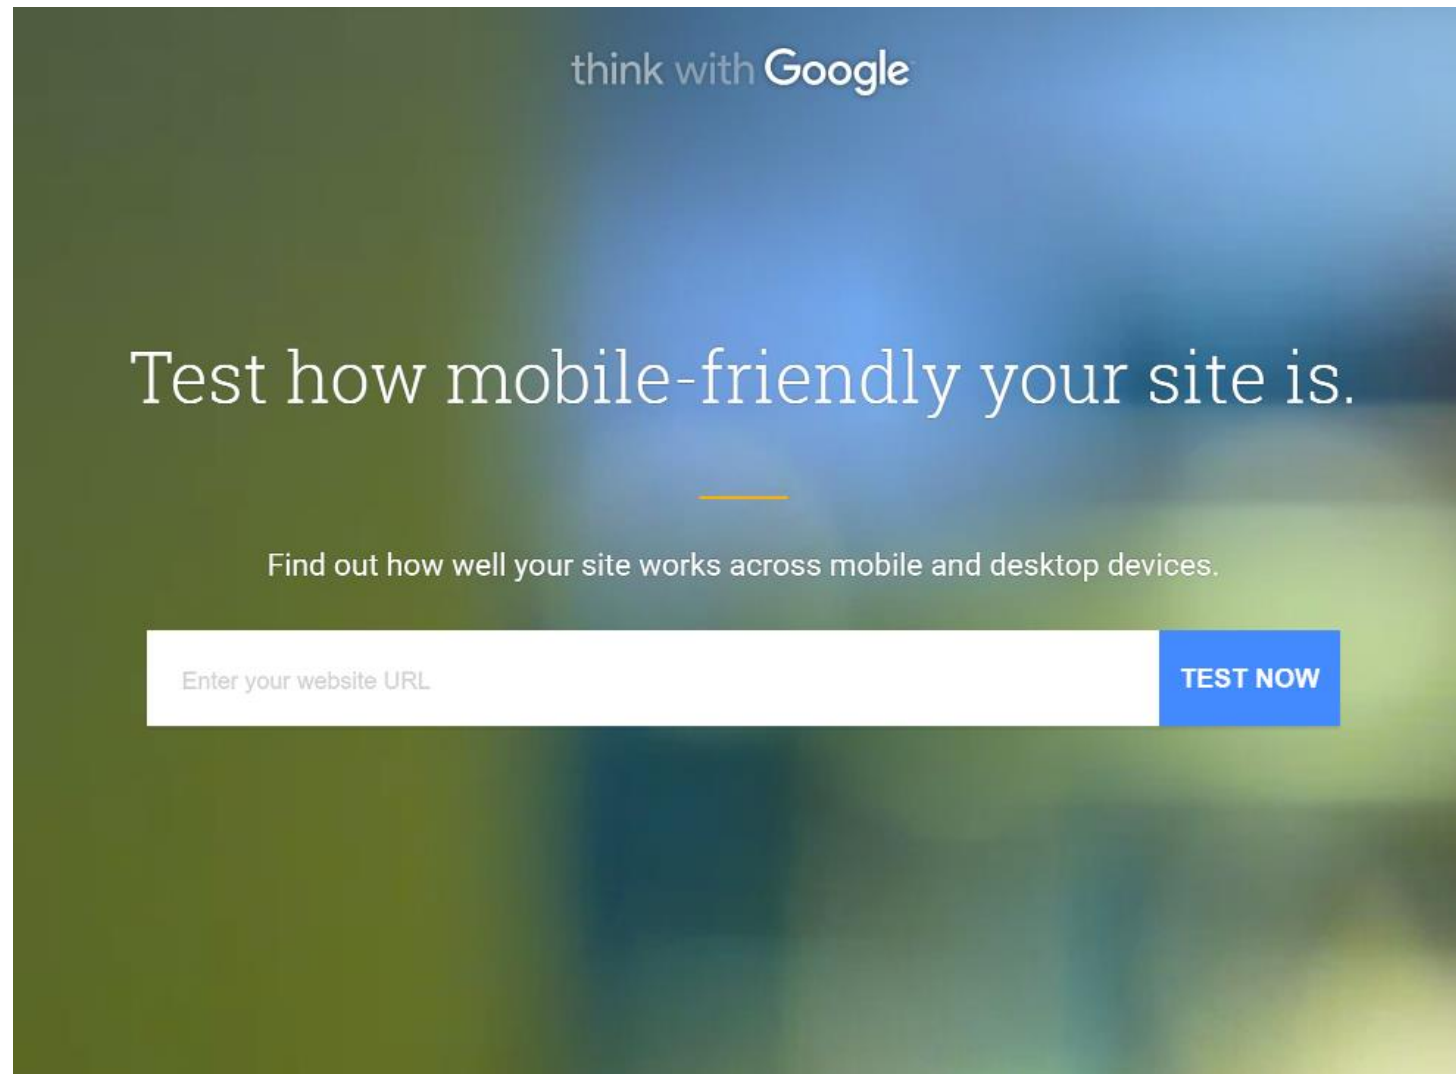 think with Google
Test how mobile-friendly your site is.
Find out how well your site works across mobile and desktop devices.
Enter your website URL
TEST NOW